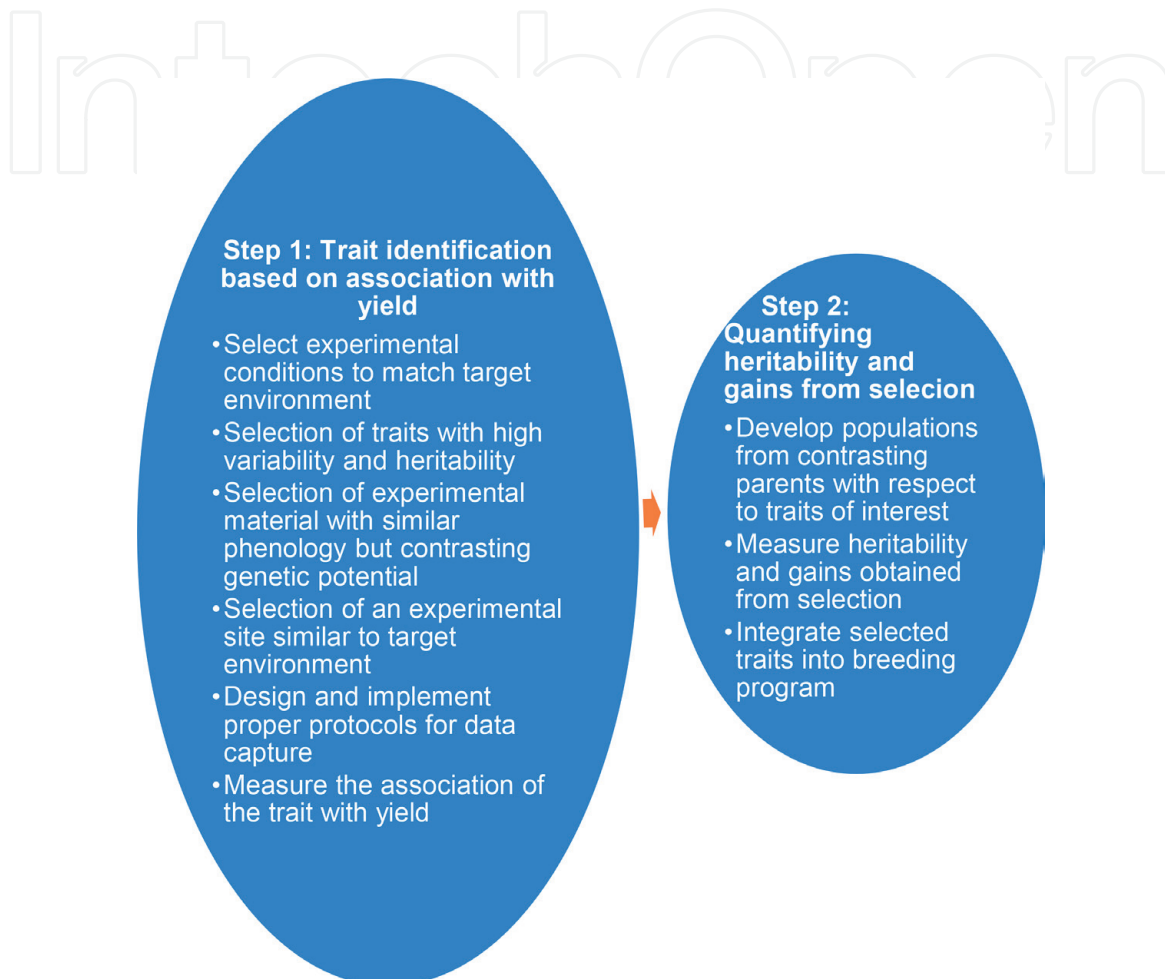 IntechOpen
Step 1: Trait identification
based on association with
yield
•Select experimental
conditions to match target
environment
•Selection of traits with high
variability and heritability
•Selection of experimental
material with similar
phenology but contrasting
genetic potential
•Selection of an experimental
site similar to target
environment
•Design and implement
proper protocols for data
capture
•Measure the association of
the trait with yield
Step 2:
Quantifying
heritability and
gains from selecion
•Develop populations
from contrasting
parents with respect
to traits of interest
•Measure heritability
and gains obtained
from selection
•Integrate selected
traits into breeding
program